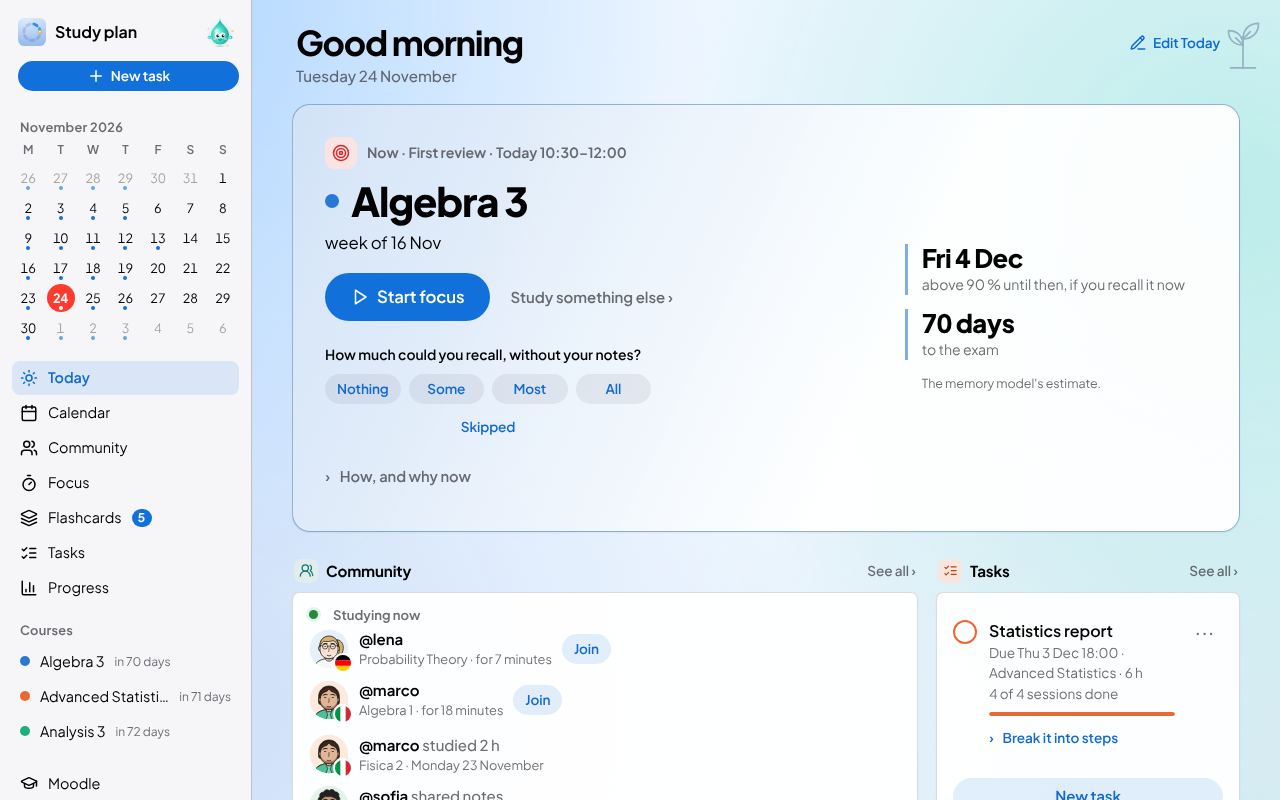 Study plan
New task
November 2026
M T W T F S S
26 27 28 29 30 31 1
2 3 4 5 6 7 8
9 10 11 12 13 14 15
16 17 18 19 20 21 22
23 24 25 26 27 28 29
30 1 2 3 4 5 6
Today
Calendar
Community
Focus
Flashcards 5
Tasks
Progress
Courses
Algebra 3 in 70 days
Advanced Statisti... in 71 days
Analysis 3 in 72 days
Moodle
Good morning
Tuesday 24 November
Edit Today
Now · First review · Today 10:30–12:00
Algebra 3
week of 16 Nov
Start focus
Study something else ›
How much could you recall, without your notes?
Nothing Some Most All
Skipped
› How, and why now
Fri 4 Dec
above 90 % until then, if you recall it now
70 days
to the exam
The memory model's estimate.
Community See all ›
Studying now
@lena
Probability Theory · for 7 minutes
Join
@marco
Algebra 1 · for 18 minutes
Join
@marco studied 2 h
Fisica 2 · Monday 23 November
@sofia shared notes
Tasks See all ›
Statistics report ...
Due Thu 3 Dec 18:00 ·
Advanced Statistics · 6 h
4 of 4 sessions done
› Break it into steps
New task